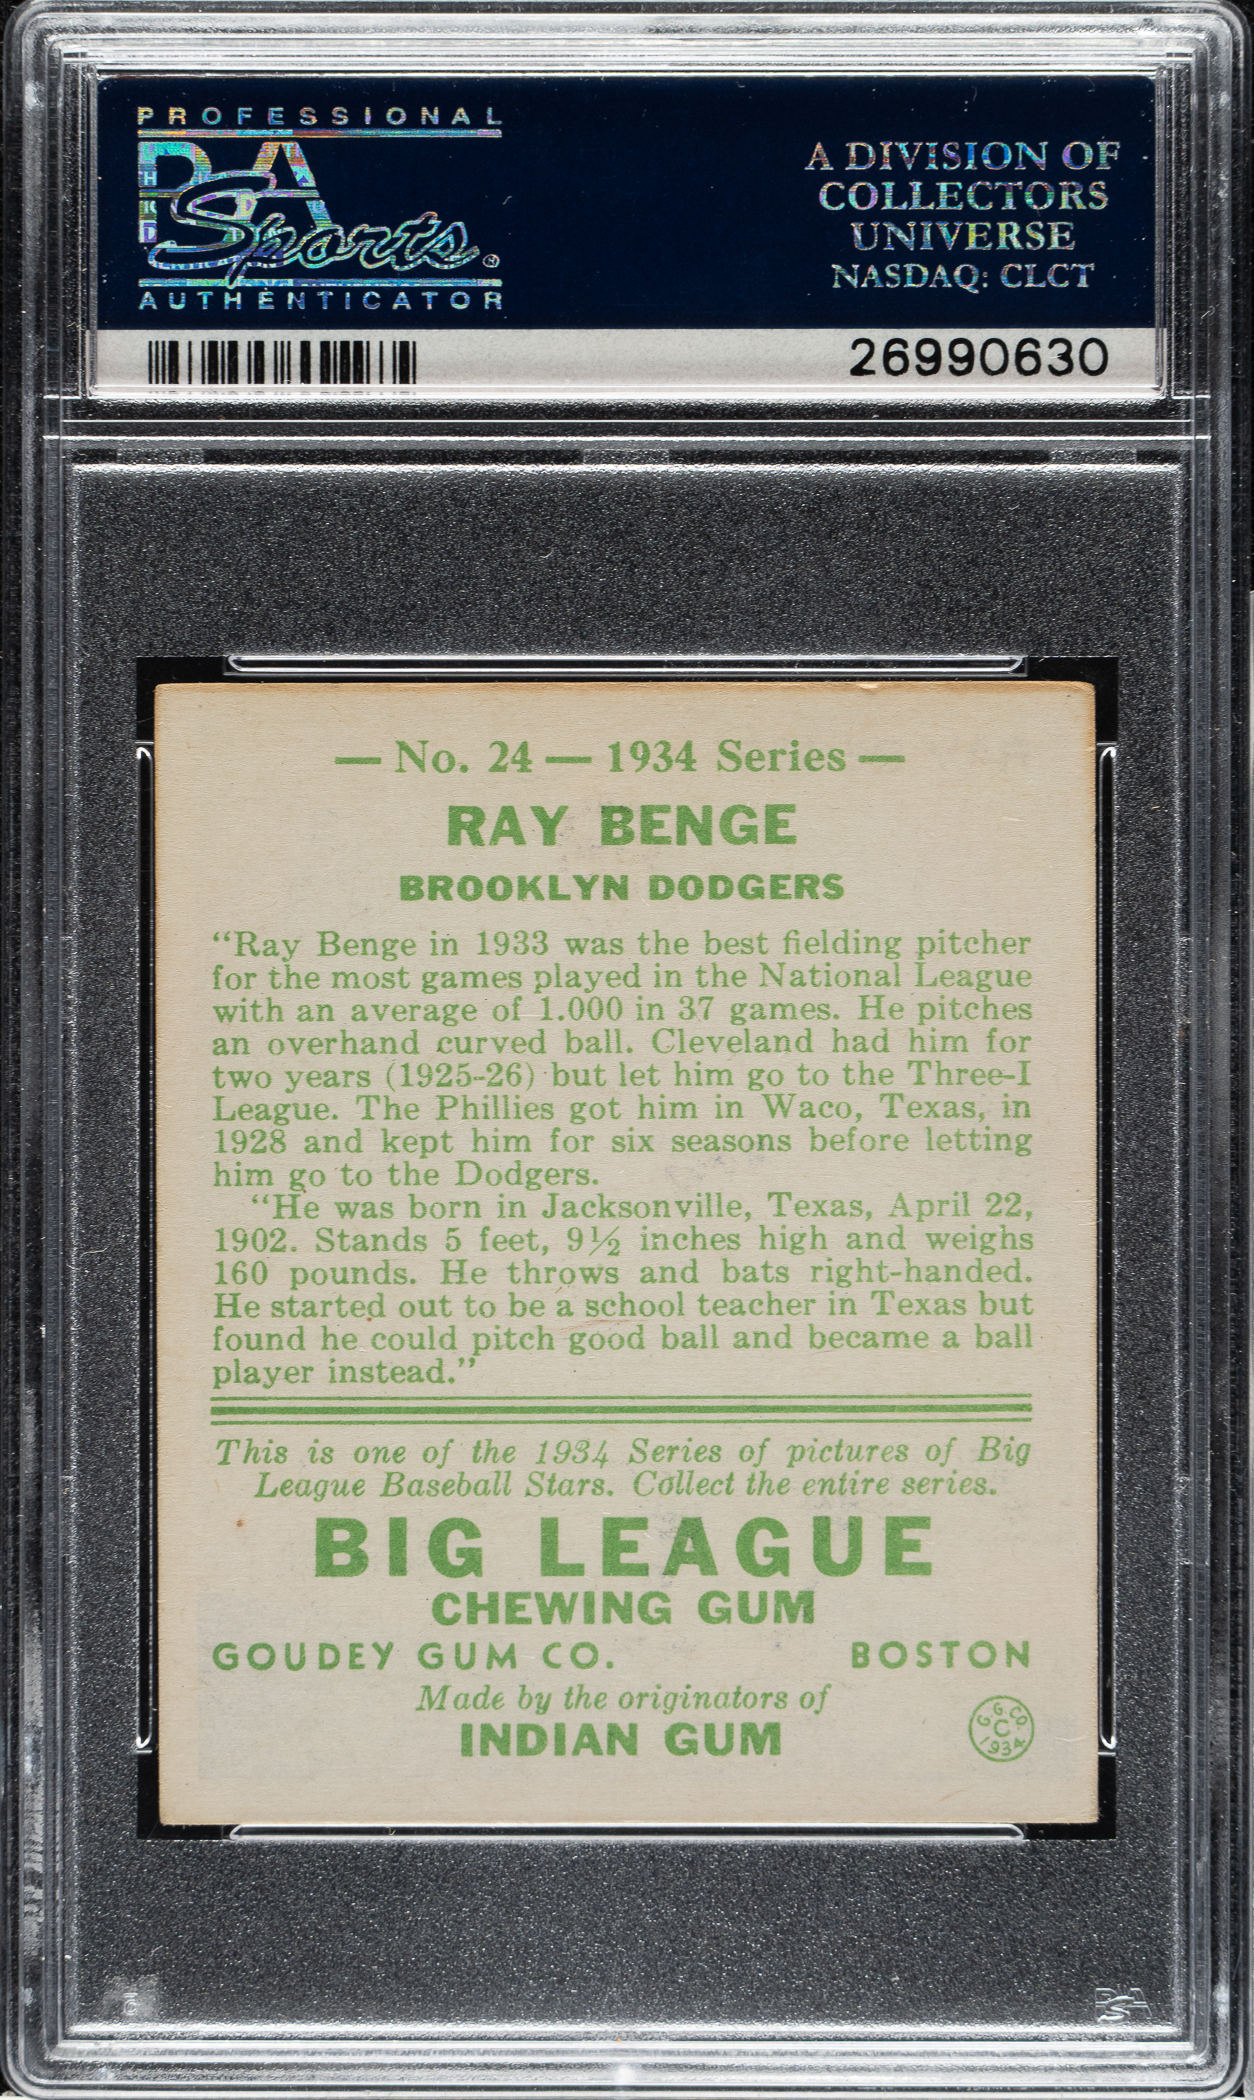 PROFESSIONAL
PSA
Sports
AUTHENTICATOR
A DIVISION OF
COLLECTORS
UNIVERSE
NASDAQ: CLCT
26990630
— No. 24 — 1934 Series —
RAY BENGE
BROOKLYN DODGERS
“Ray Benge in 1933 was the best fielding pitcher
for the most games played in the National League
with an average of 1.000 in 37 games. He pitches
an overhand curved ball. Cleveland had him for
two years (1925-26) but let him go to the Three-I
League. The Phillies got him in Waco, Texas, in
1928 and kept him for six seasons before letting
him go to the Dodgers.
“He was born in Jacksonville, Texas, April 22,
1902. Stands 5 feet, 9½ inches high and weighs
160 pounds. He throws and bats right-handed.
He started out to be a school teacher in Texas but
found he could pitch good ball and became a ball
player instead.”
This is one of the 1934 Series of pictures of Big
League Baseball Stars. Collect the entire series.
BIG LEAGUE
CHEWING GUM
GOUDEY GUM CO. BOSTON
Made by the originators of
INDIAN GUM
G. G. CO.
C
1934
PSA